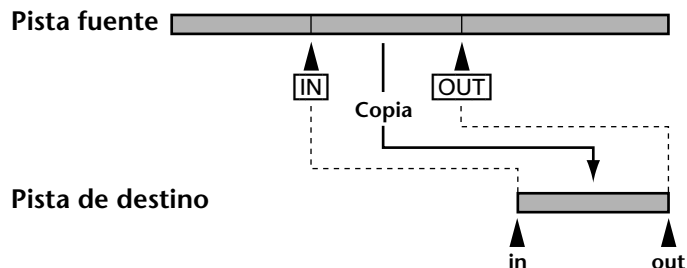 Pista fuente
IN OUT
Copia
Pista de destino
in out